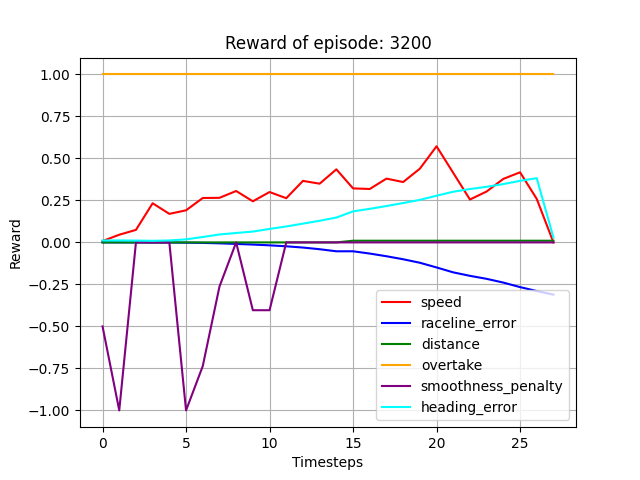 Reward of episode: 3200
1.00
0.75
0.50
0.25
0.00
−0.25
−0.50
−0.75
−1.00
Reward
0 5 10 15 20 25
Timesteps
speed
raceline_error
distance
overtake
smoothness_penalty
heading_error